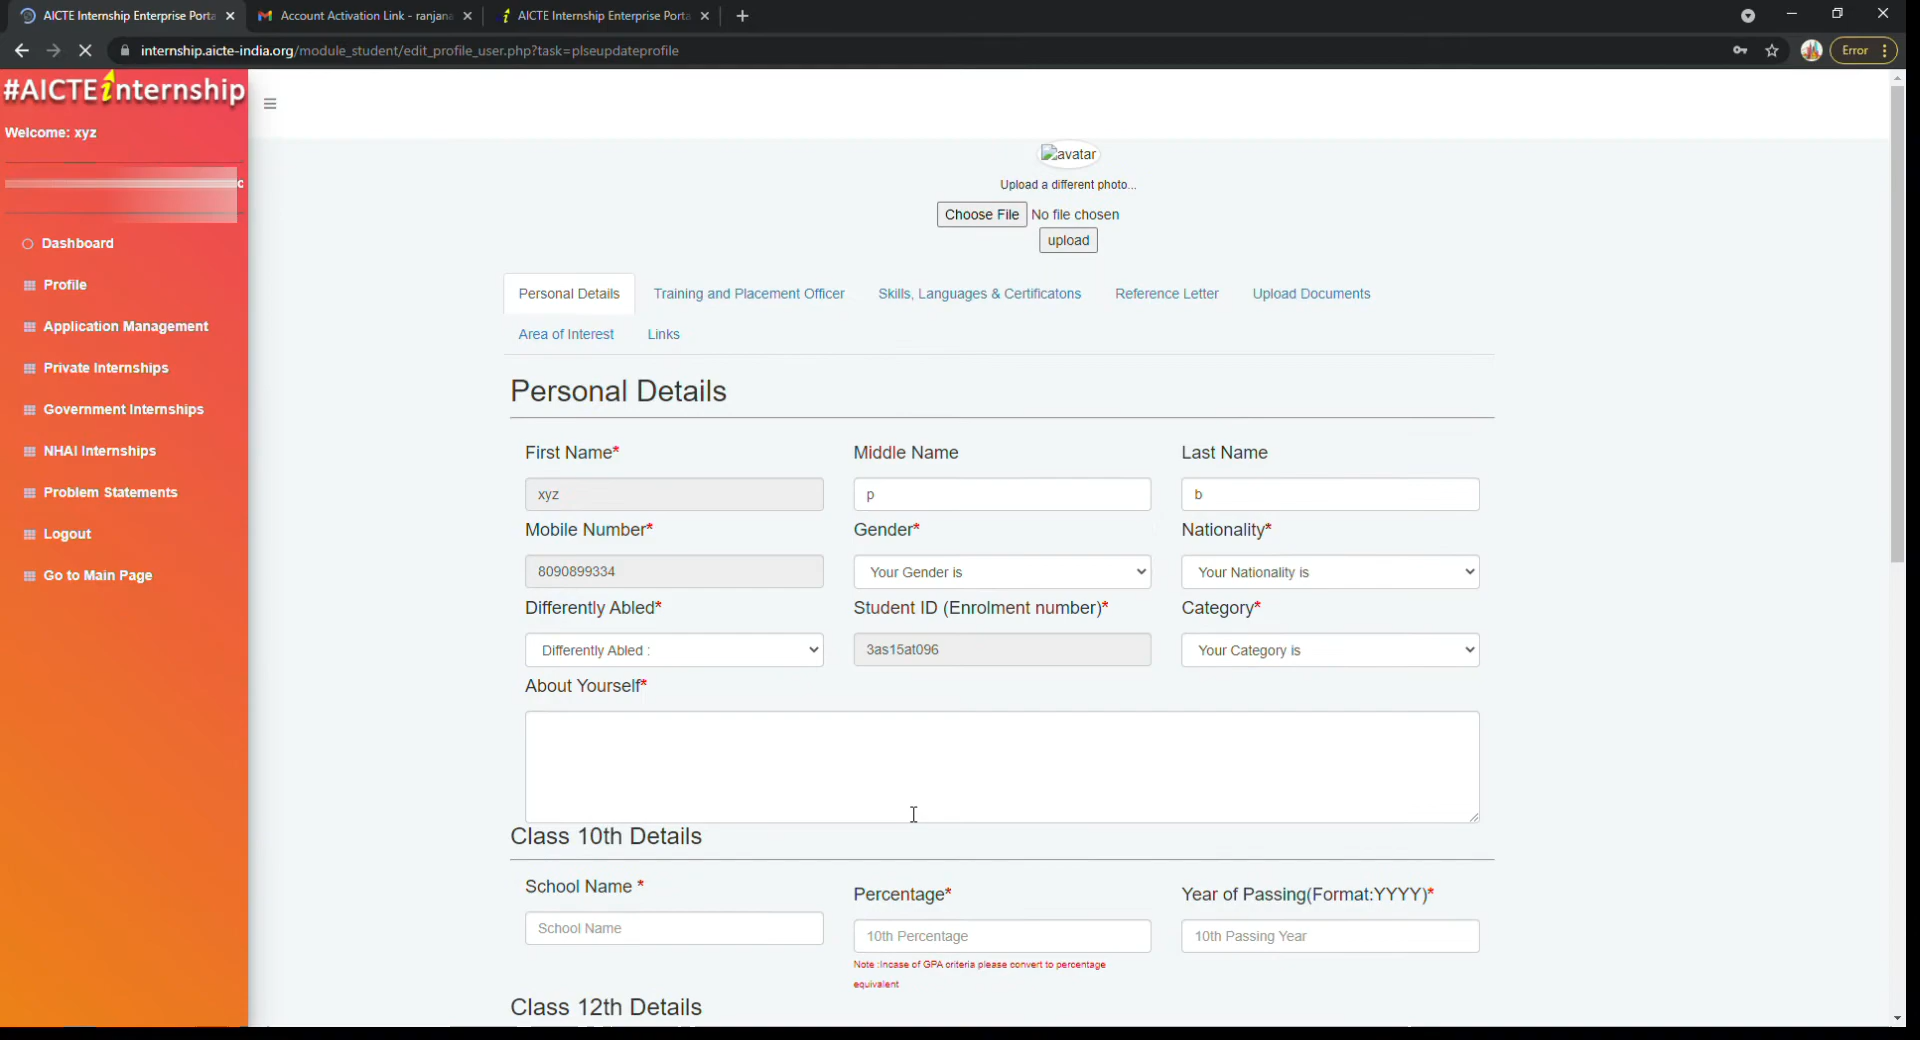 AICTE Internship Enterprise Porta
Account Activation Link - ranjana
AICTE Internship Enterprise Porta
internship.aicte-india.org/module_student/edit_profile_user.php?task=plseupdateprofile
Error
#AICTEinternship
Welcome: xyz
Dashboard
Profile
Application Management
Private Internships
Government Internships
NHAI Internships
Problem Statements
Logout
Go to Main Page
avatar
Upload a different photo...
Choose File No file chosen
upload
Personal Details Training and Placement Officer Skills, Languages & Certificatons Reference Letter Upload Documents
Area of Interest Links
Personal Details
First Name* Middle Name Last Name
xyz p b
Mobile Number* Gender* Nationality*
8090899334 Your Gender is Your Nationality is
Differently Abled* Student ID (Enrolment number)* Category*
Differently Abled : 3as15at096 Your Category is
About Yourself*
Class 10th Details
School Name * Percentage* Year of Passing(Format:YYYY)*
School Name 10th Percentage 10th Passing Year
Note :Incase of GPA criteria please convert to percentage
equivalent
Class 12th Details